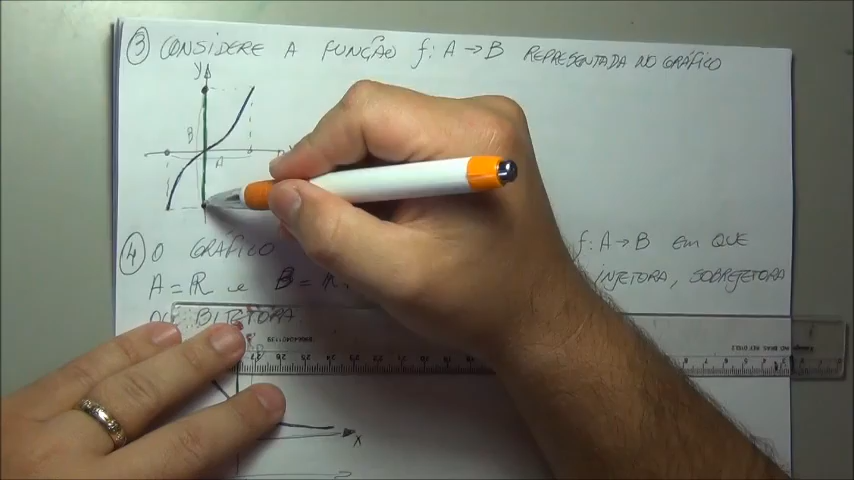 3 CONSIDERE A FUNÇÃO f: A → B REPRESENTADA NO GRÁFICO
y
B
A
4 O GRÁFICO f: A → B em QUE
A = R e B = R INJETORA, SOBREJETORA
OU BIJETORA
x